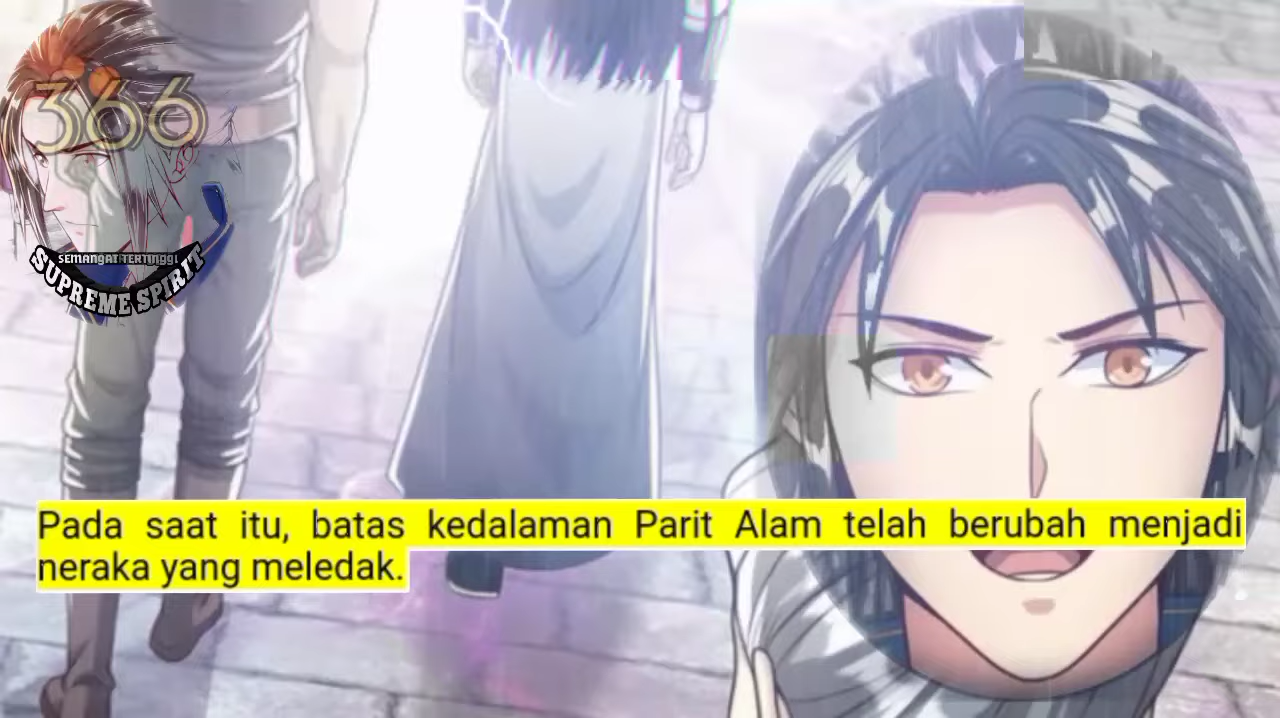 366
SEMANGAT TERTINGGI
SUPREME SPIRIT
Pada saat itu, batas kedalaman Parit Alam telah berubah menjadi
neraka yang meledak.